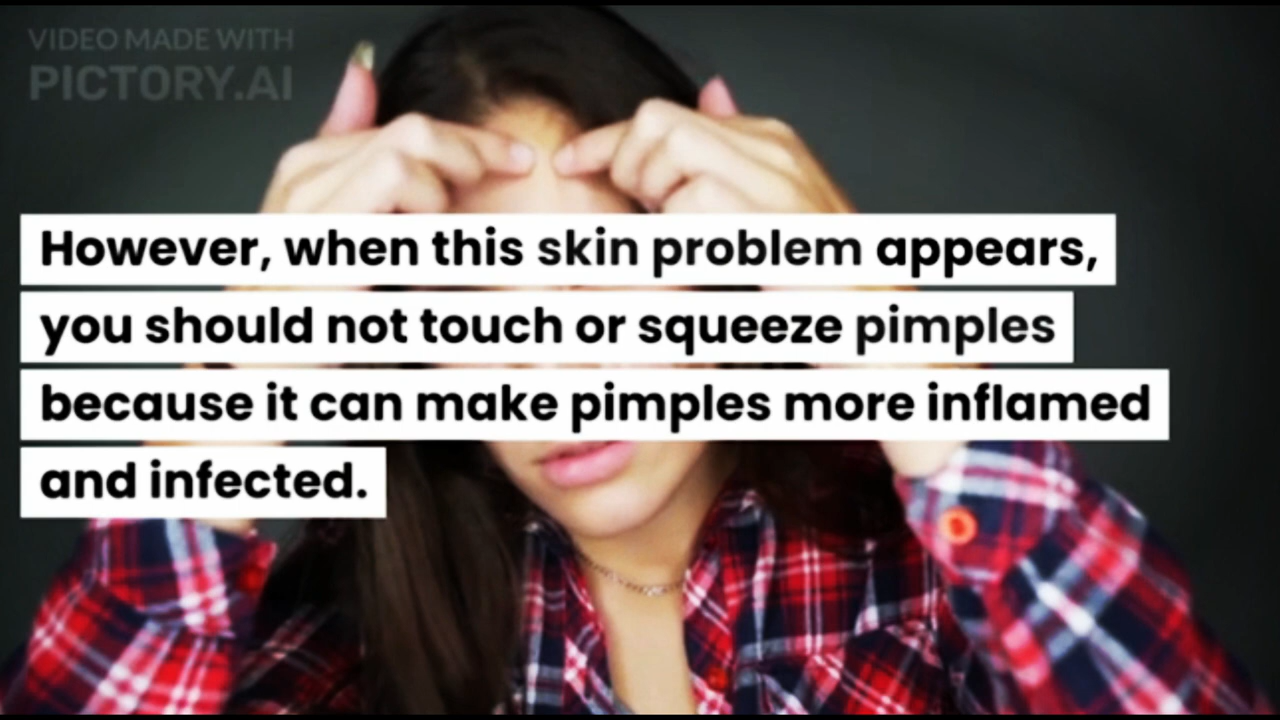 VIDEO MADE WITH
PICTORY.AI
However, when this skin problem appears,
you should not touch or squeeze pimples
because it can make pimples more inflamed
and infected.